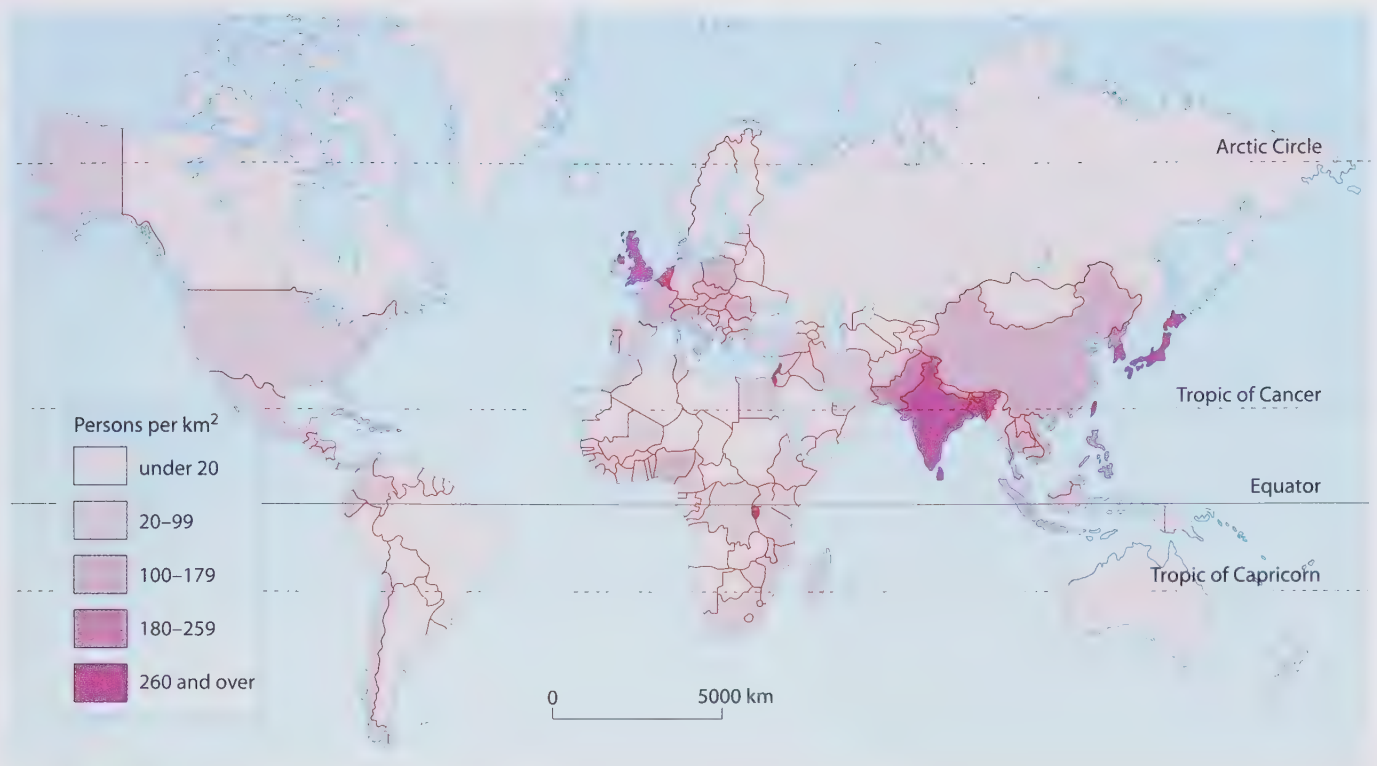 Arctic Circle
Tropic of Cancer
Persons per km²
under 20
Equator
20–99
100–179
Tropic of Capricorn
180–259
260 and over
0 5000 km